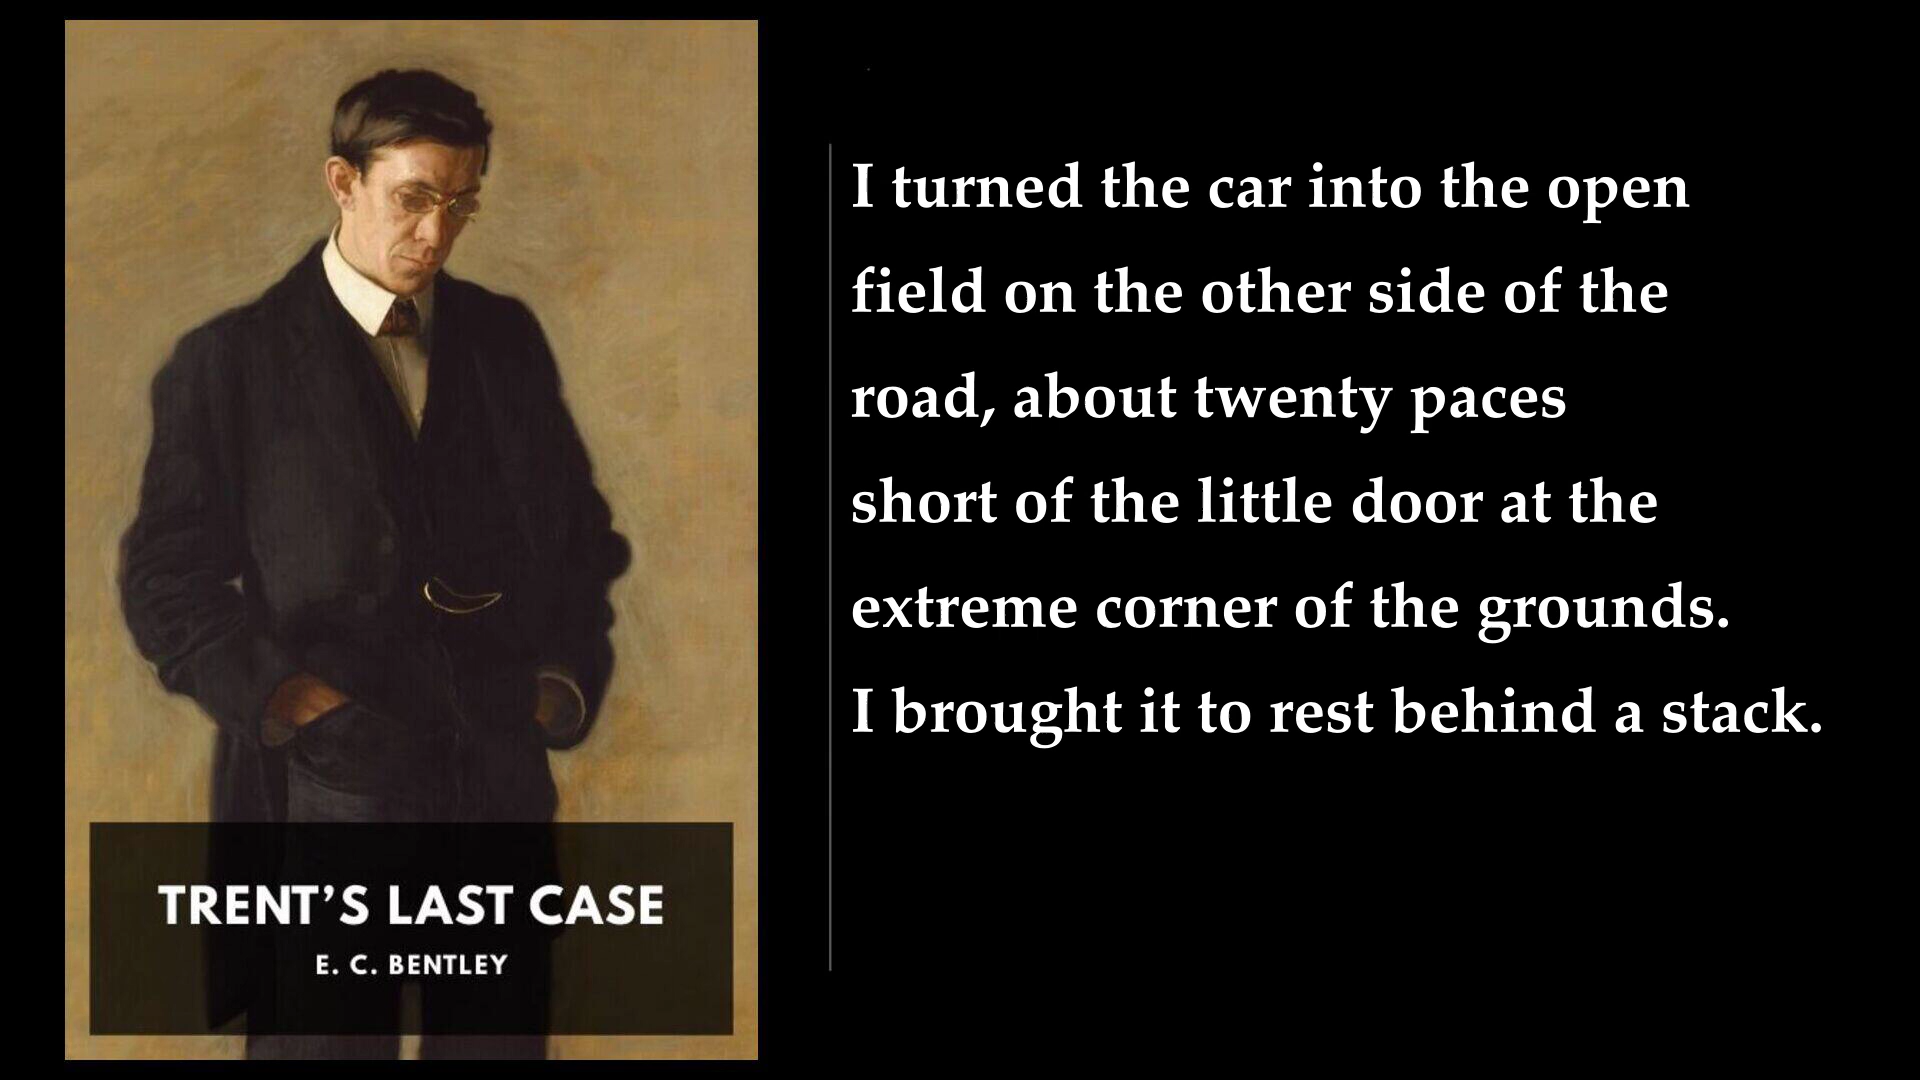 TRENT’S LAST CASE
E. C. BENTLEY
I turned the car into the open
field on the other side of the
road, about twenty paces
short of the little door at the
extreme corner of the grounds.
I brought it to rest behind a stack.